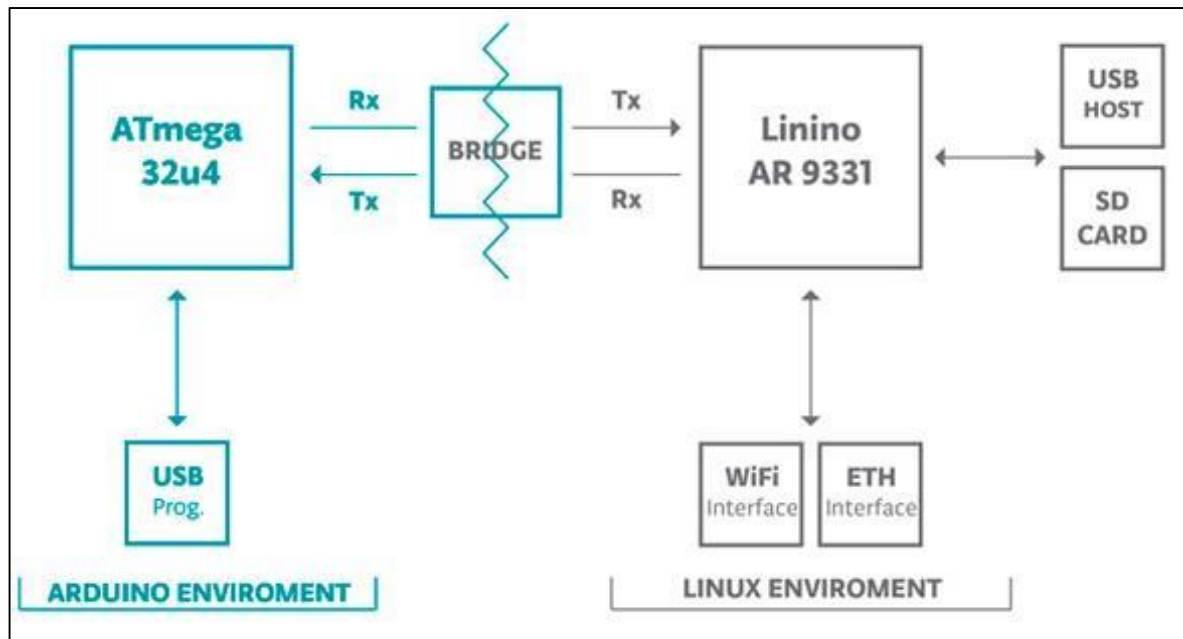 ATmega
32u4
Rx
Tx
BRIDGE
Tx
Rx
Linino
AR 9331
USB
HOST
SD
CARD
USB
Prog.
WiFi
Interface
ETH
Interface
ARDUINO ENVIROMENT
LINUX ENVIROMENT